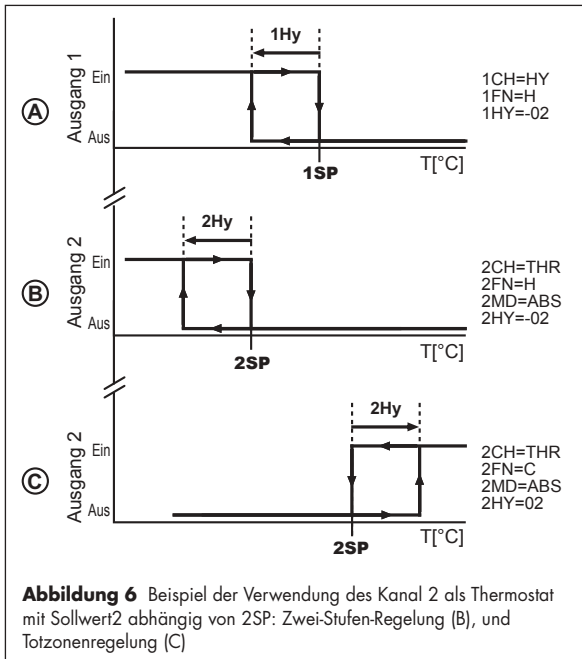 1Hy
Ausgang 1
Ein
Aus
A
1SP
T[°C]
1CH=HY
1FN=H
1HY=-02
2Hy
Ausgang 2
Ein
Aus
B
2SP
T[°C]
2CH=THR
2FN=H
2MD=ABS
2HY=-02
2Hy
Ausgang 2
Ein
Aus
C
2SP
T[°C]
2CH=THR
2FN=C
2MD=ABS
2HY=02
Abbildung 6 Beispiel der Verwendung des Kanal 2 als Thermostat
mit Sollwert2 abhängig von 2SP: Zwei-Stufen-Regelung (B), und
Totzonenregelung (C)